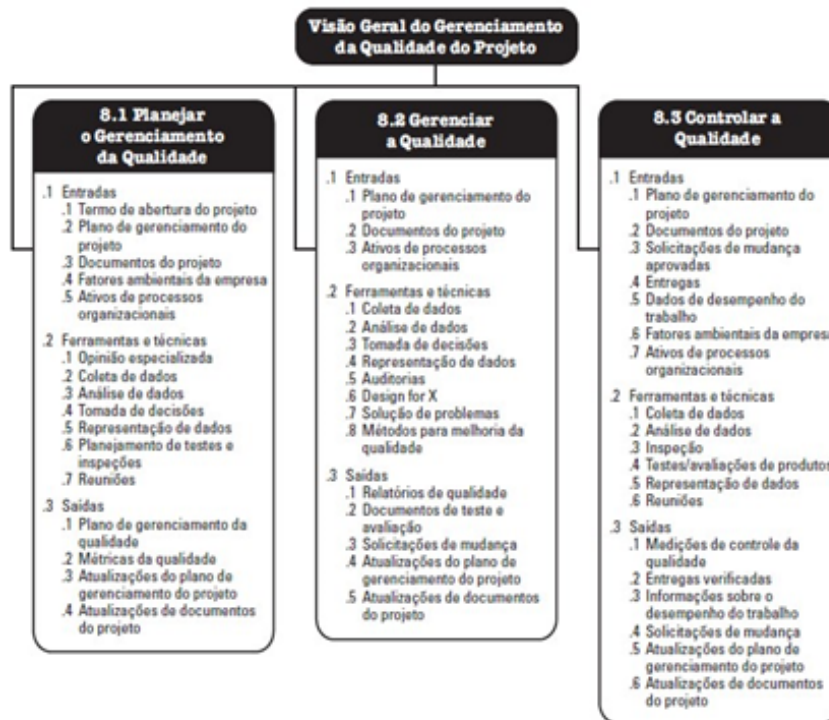 Visão Geral do Gerenciamento
da Qualidade do Projeto
8.1 Planejar
o Gerenciamento
da Qualidade
.1 Entradas
.1 Termo de abertura do projeto
.2 Plano de gerenciamento do
projeto
.3 Documentos do projeto
.4 Fatores ambientais da empresa
.5 Ativos de processos
organizacionais
.2 Ferramentas e técnicas
.1 Opinião especializada
.2 Coleta de dados
.3 Análise de dados
.4 Tomada de decisões
.5 Representação de dados
.6 Planejamento de testes e
inspeções
.7 Reuniões
.3 Saídas
.1 Plano de gerenciamento da
qualidade
.2 Métricas da qualidade
.3 Atualizações do plano de
gerenciamento do projeto
.4 Atualizações de documentos
do projeto
8.2 Gerenciar
a Qualidade
.1 Entradas
.1 Plano de gerenciamento do
projeto
.2 Documentos do projeto
.3 Ativos de processos
organizacionais
.2 Ferramentas e técnicas
.1 Coleta de dados
.2 Análise de dados
.3 Tomada de decisões
.4 Representação de dados
.5 Auditorias
.6 Design for X
.7 Solução de problemas
.8 Métodos para melhoria da
qualidade
.3 Saídas
.1 Relatórios de qualidade
.2 Documentos de teste e
avaliação
.3 Solicitações de mudança
.4 Atualizações do plano de
gerenciamento do projeto
.5 Atualizações de documentos
do projeto
8.3 Controlar a
Qualidade
.1 Entradas
.1 Plano de gerenciamento do
projeto
.2 Documentos do projeto
.3 Solicitações de mudança
aprovadas
.4 Entregas
.5 Dados de desempenho do
trabalho
.6 Fatores ambientais da empresa
.7 Ativos de processos
organizacionais
.2 Ferramentas e técnicas
.1 Coleta de dados
.2 Análise de dados
.3 Inspeção
.4 Testes/avaliações de produtos
.5 Representação de dados
.6 Reuniões
.3 Saídas
.1 Medições de controle da
qualidade
.2 Entregas verificadas
.3 Informações sobre o
desempenho do trabalho
.4 Solicitações de mudança
.5 Atualizações do plano de
gerenciamento do projeto
.6 Atualizações de documentos
do projeto